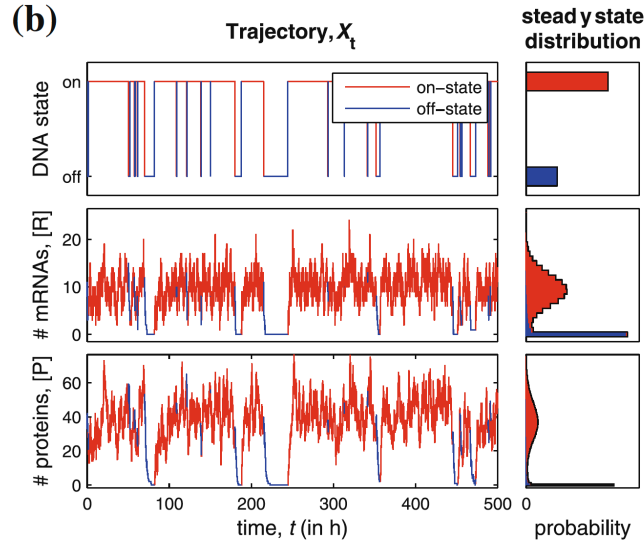 (b)
Trajectory, Xt
stead y state
distribution
DNA state
on
off
on-state
off-state
# mRNAs, [R]
20
10
0
# proteins, [P]
60
40
20
0
0
100
200
300
400
500
time, t (in h)
0
probability